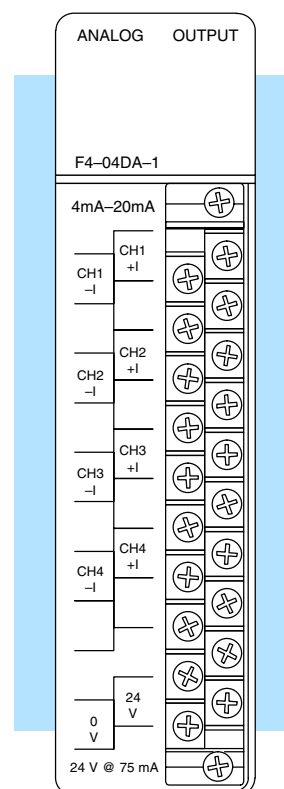 ANALOG OUTPUT
F4–04DA–1
4mA–20mA
CH1
+I
CH1
–I
CH2
+I
CH2
–I
CH3
+I
CH3
–I
CH4
+I
CH4
–I
24
V
0
V
24 V @ 75 mA